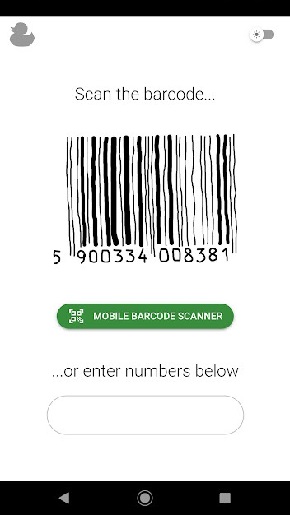 Scan the barcode...
5 900334 008381
MOBILE BARCODE SCANNER
...or enter numbers below